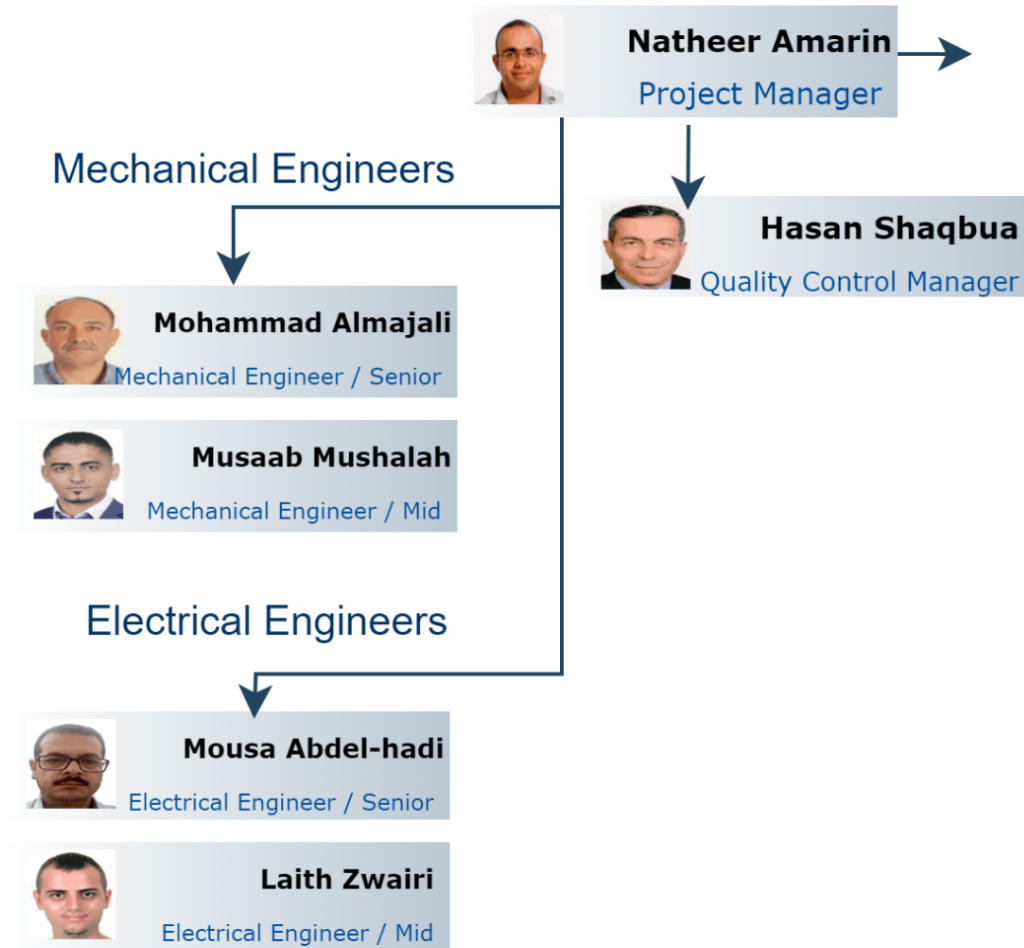 Natheer Amarin
Project Manager
Mechanical Engineers
Hasan Shaqbua
Quality Control Manager
Mohammad Almajali
Mechanical Engineer / Senior
Musaab Mushalah
Mechanical Engineer / Mid
Electrical Engineers
Mousa Abdel-hadi
Electrical Engineer / Senior
Laith Zwairi
Electrical Engineer / Mid